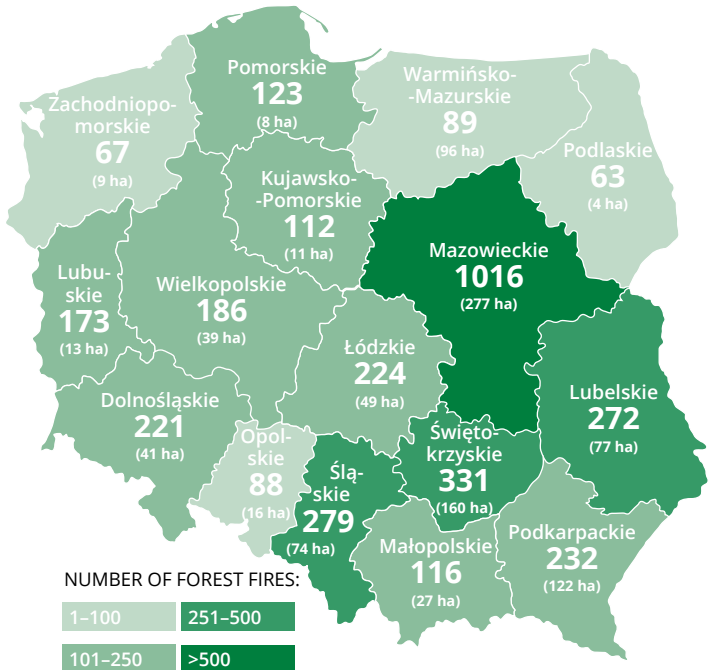 Pomorskie
123
(8 ha)
Warmińsko-
-Mazurskie
89
(96 ha)
Zachodniopo-
morskie
67
(9 ha)
Podlaskie
63
(4 ha)
Kujawsko-
-Pomorskie
112
(11 ha)
Mazowieckie
1016
(277 ha)
Lubu-
skie
173
(13 ha)
Wielkopolskie
186
(39 ha)
Łódzkie
224
(49 ha)
Lubelskie
272
(77 ha)
Dolnośląskie
221
(41 ha)
Opol-
skie
88
(16 ha)
Ślą-
skie
279
(74 ha)
Święto-
krzyskie
331
(160 ha)
Małopolskie
116
(27 ha)
Podkarpackie
232
(122 ha)
NUMBER OF FOREST FIRES:
1–100
251–500
101–250
>500